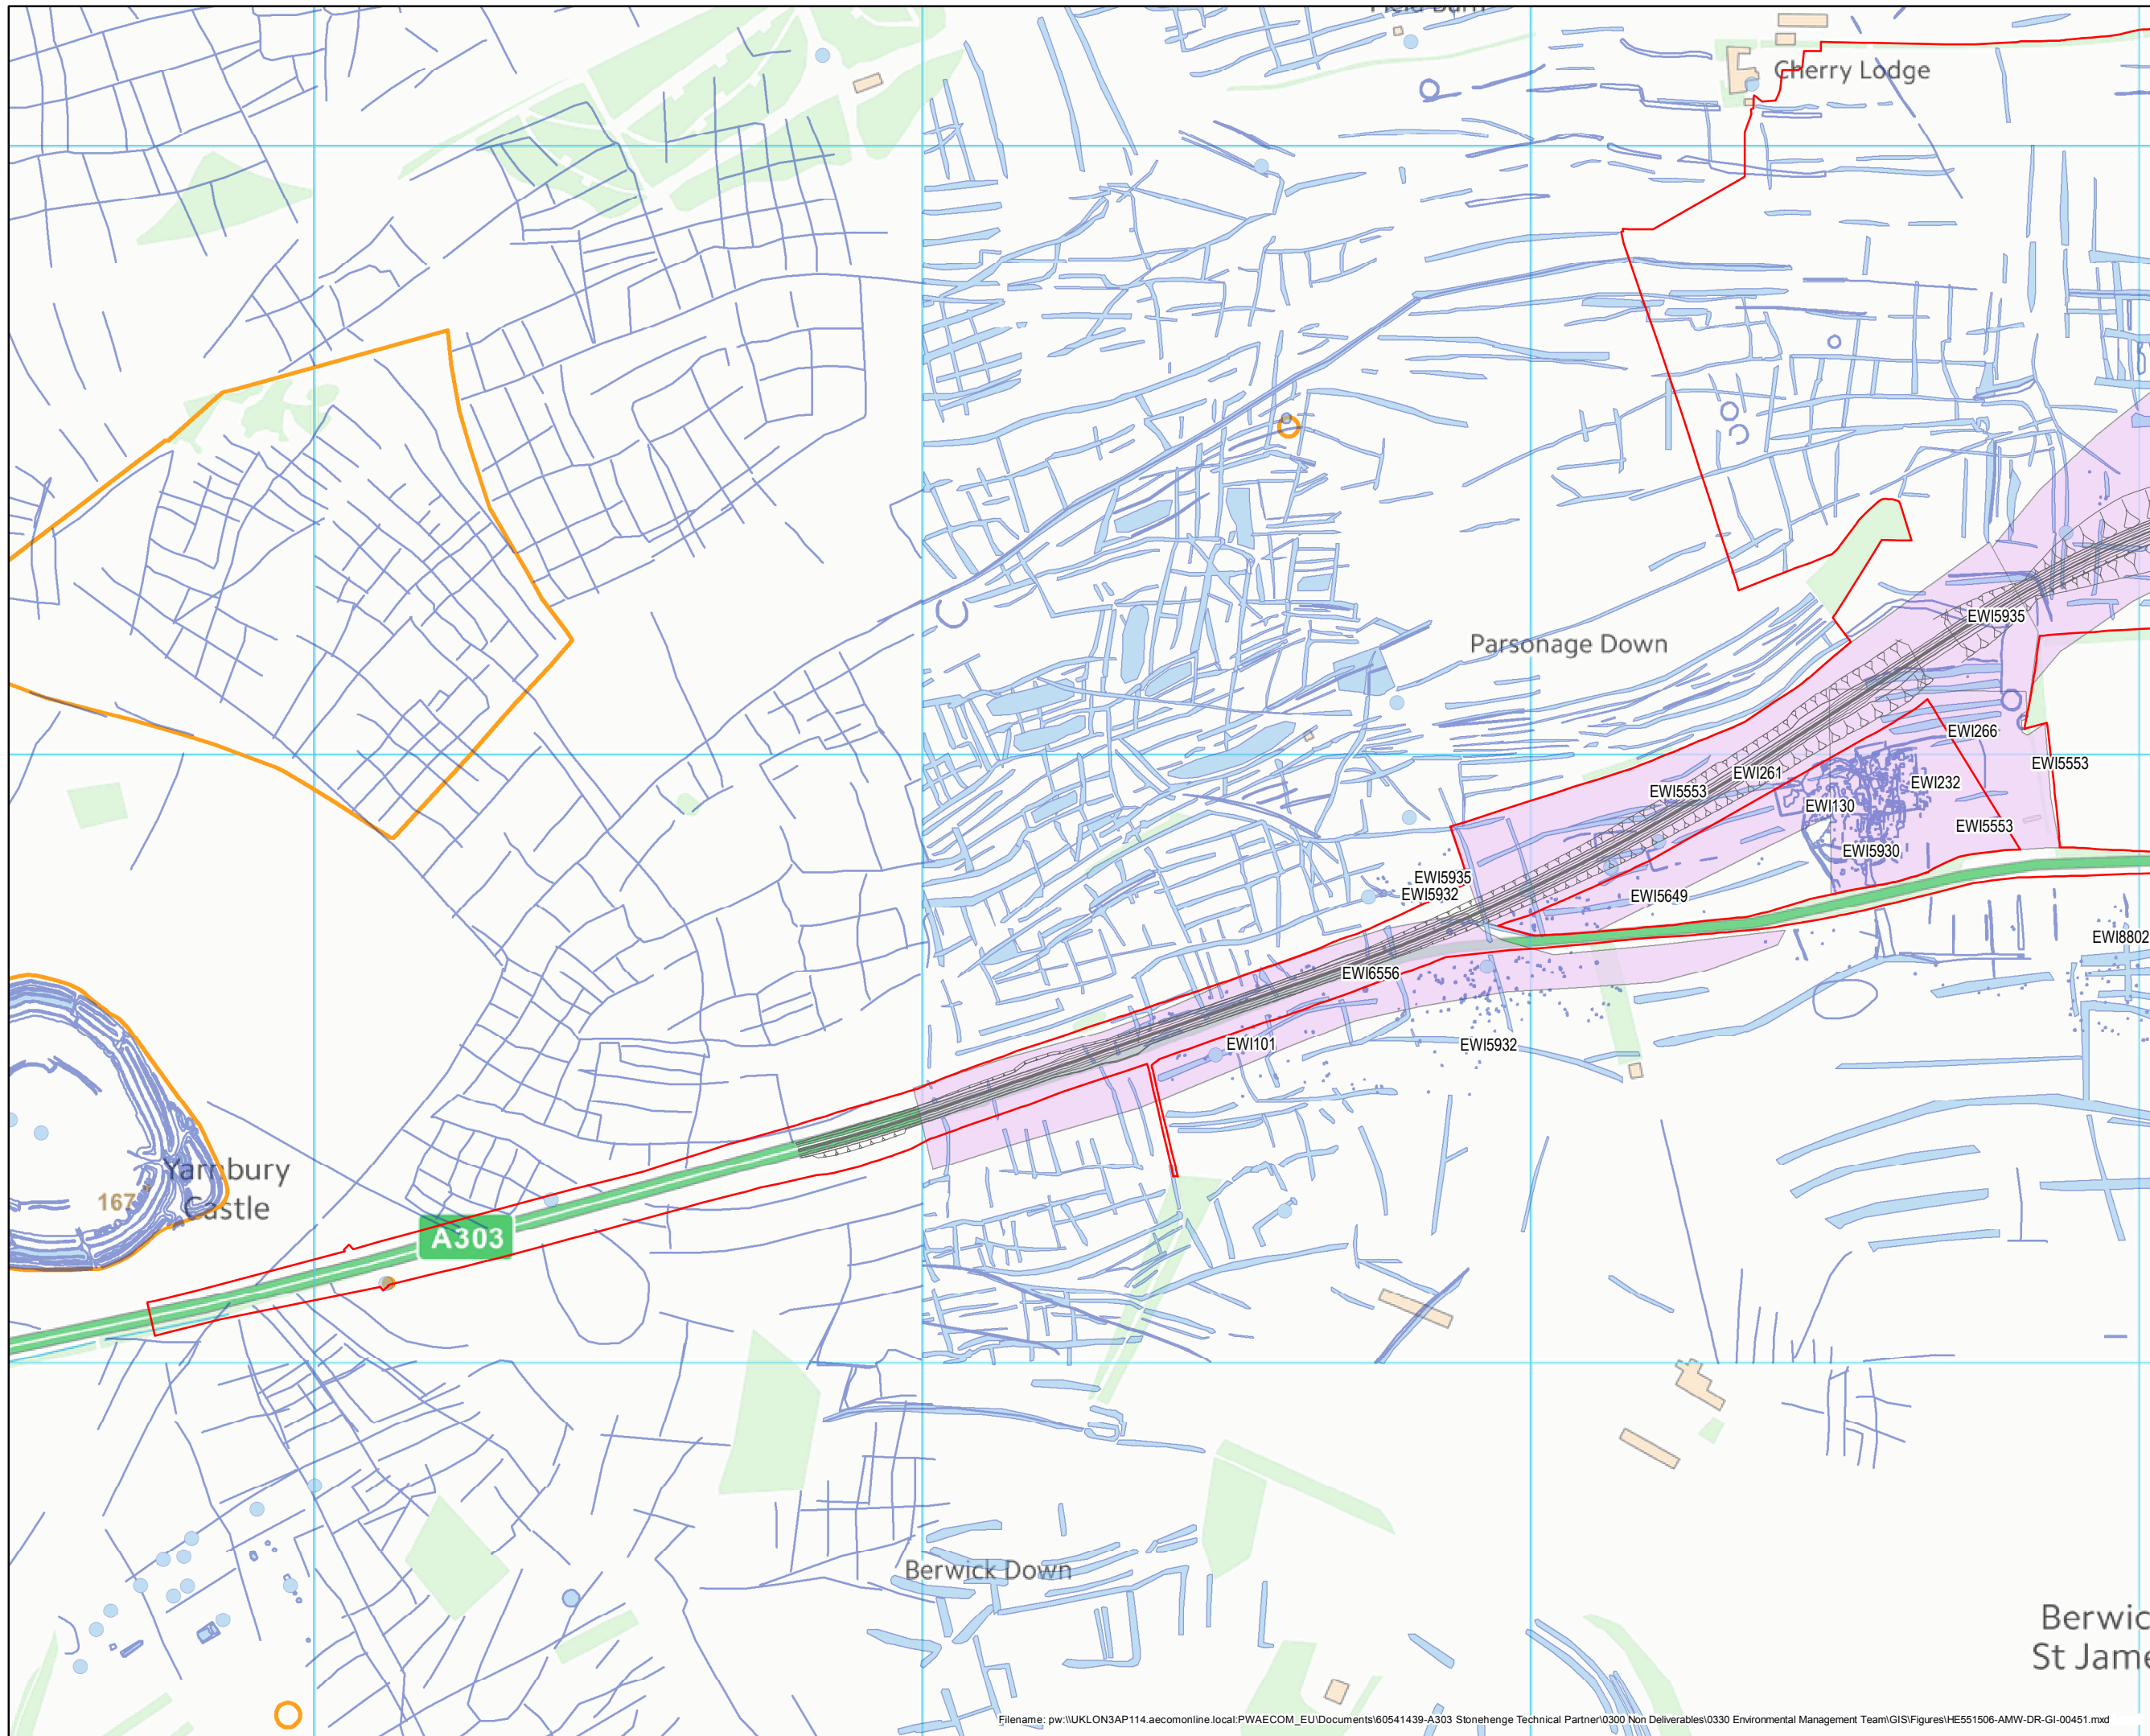 Cherry Lodge
Parsonage Down
EWI5935
EWI266
EWI5553
EWI261
EWI5553
EWI232
EWI130
EWI5553
EWI5930
EWI5935
EWI5932
EWI5649
EWI8802
EWI6556
EWI101
EWI5932
Yarnbury
Castle
167
A303
Berwick Down
Berwic
St Jame
Filename: pw:\\UKLON3AP114.aecomonline.local:PWAECOM_EU\Documents\60541439-A303 Stonehenge Technical Partner\0300 Non Deliverables\0330 Environmental Management Team\GIS\Figures\HE551506-AMW-DR-GI-00451.mxd